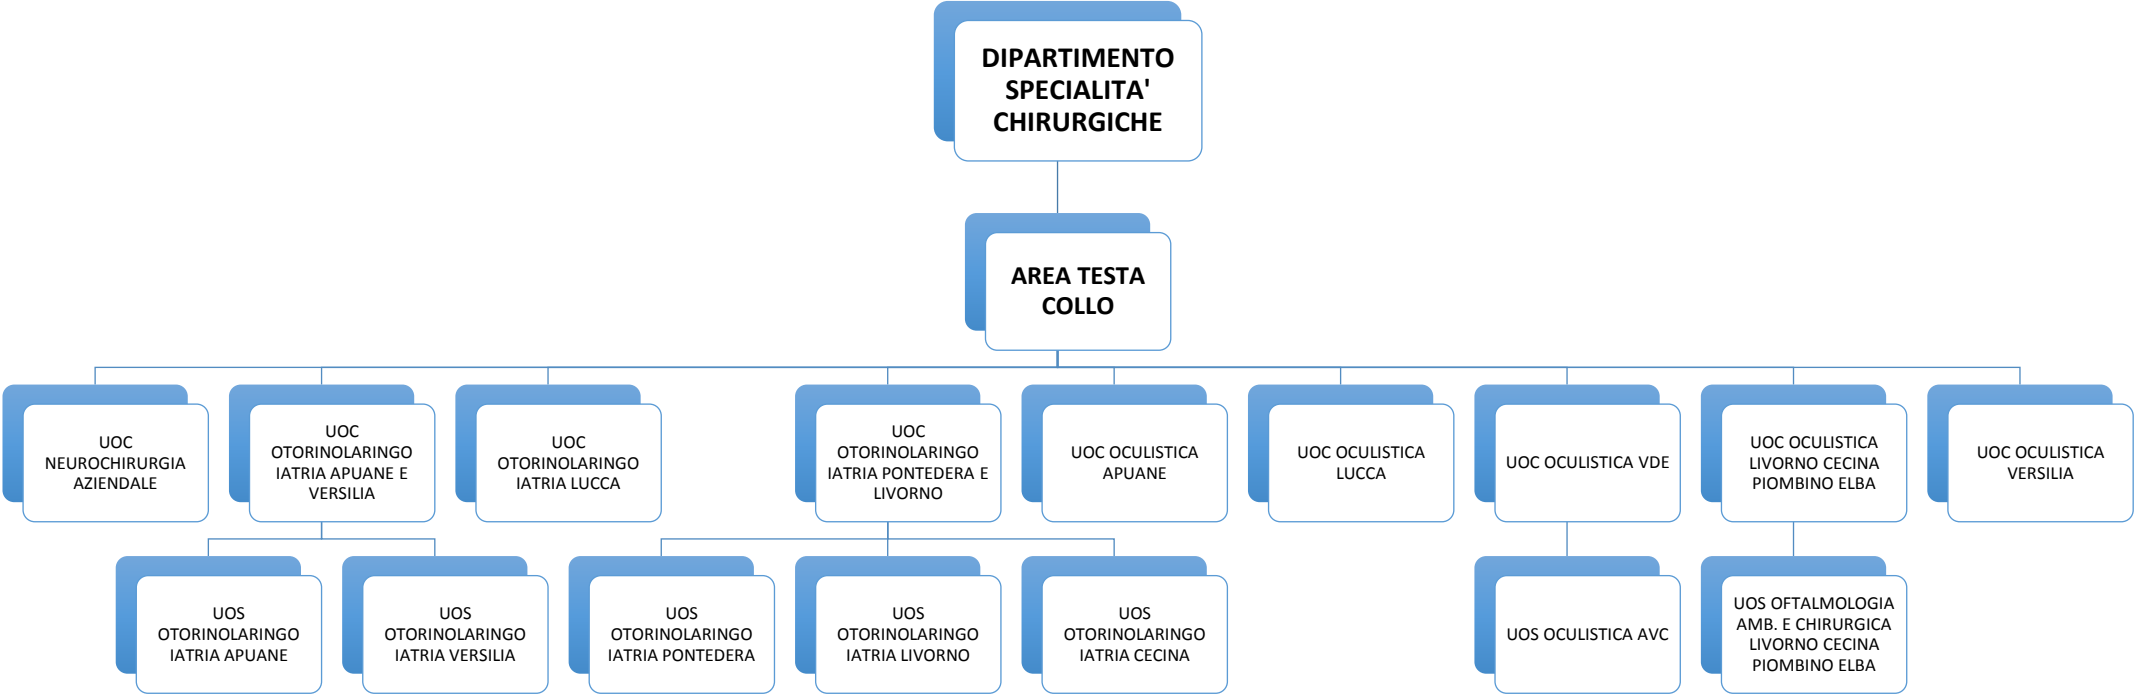 DIPARTIMENTO
SPECIALITA'
CHIRURGICHE
AREA TESTA
COLLO
UOC
NEUROCHIRURGIA
AZIENDALE
UOC
OTORINOLARINGO
IATRIA APUANE E
VERSILIA
UOC
OTORINOLARINGO
IATRIA LUCCA
UOC
OTORINOLARINGO
IATRIA PONTEDERA E
LIVORNO
UOC OCULISTICA
APUANE
UOC OCULISTICA
LUCCA
UOC OCULISTICA VDE
UOC OCULISTICA
LIVORNO CECINA
PIOMBINO ELBA
UOC OCULISTICA
VERSILIA
UOS
OTORINOLARINGO
IATRIA APUANE
UOS
OTORINOLARINGO
IATRIA VERSILIA
UOS
OTORINOLARINGO
IATRIA PONTEDERA
UOS
OTORINOLARINGO
IATRIA LIVORNO
UOS
OTORINOLARINGO
IATRIA CECINA
UOS OCULISTICA AVC
UOS OFTALMOLOGIA
AMB. E CHIRURGICA
LIVORNO CECINA
PIOMBINO ELBA